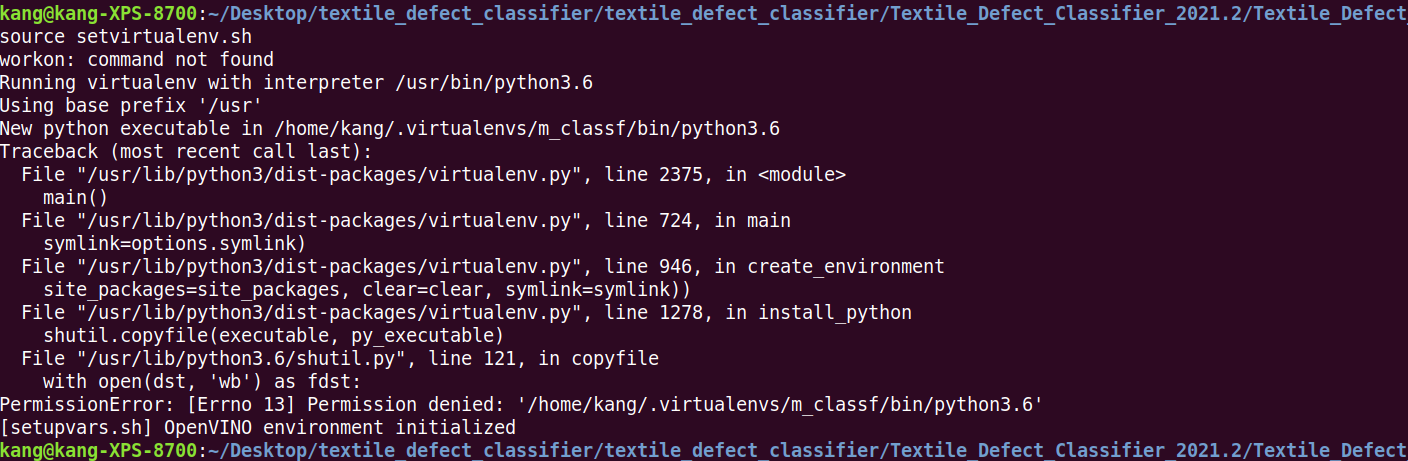 kang@kang-XPS-8700:~/Desktop/textile_defect_classifier/textile_defect_classifier/Textile_Defect_Classifier_2021.2/Textile_Defect_
source setvirtualenv.sh
workon: command not found
Running virtualenv with interpreter /usr/bin/python3.6
Using base prefix '/usr'
New python executable in /home/kang/.virtualenvs/m_classf/bin/python3.6
Traceback (most recent call last):
  File "/usr/lib/python3/dist-packages/virtualenv.py", line 2375, in <module>
    main()
  File "/usr/lib/python3/dist-packages/virtualenv.py", line 724, in main
    symlink=options.symlink)
  File "/usr/lib/python3/dist-packages/virtualenv.py", line 946, in create_environment
    site_packages=site_packages, clear=clear, symlink=symlink))
  File "/usr/lib/python3/dist-packages/virtualenv.py", line 1278, in install_python
    shutil.copyfile(executable, py_executable)
  File "/usr/lib/python3.6/shutil.py", line 121, in copyfile
    with open(dst, 'wb') as fdst:
PermissionError: [Errno 13] Permission denied: '/home/kang/.virtualenvs/m_classf/bin/python3.6'
[setupvars.sh] OpenVINO environment initialized
kang@kang-XPS-8700:~/Desktop/textile_defect_classifier/textile_defect_classifier/Textile_Defect_Classifier_2021.2/Textile_Defect